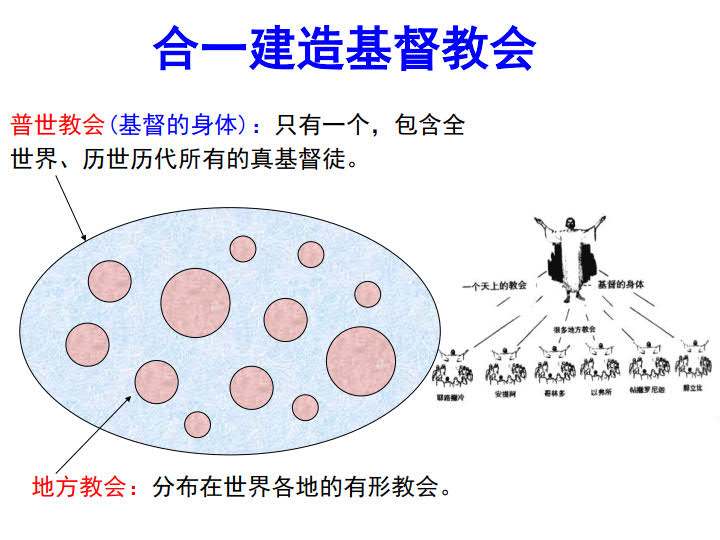 合一建造基督教会
普世教会(基督的身体)：只有一个，包含全
世界、历世历代所有的真基督徒。
一个天上的教会
基督的身体
很多地方教会
耶路撒冷
安提阿
哥林多
以弗所
帖撒罗尼迦
腓立比
地方教会：分布在世界各地的有形教会。